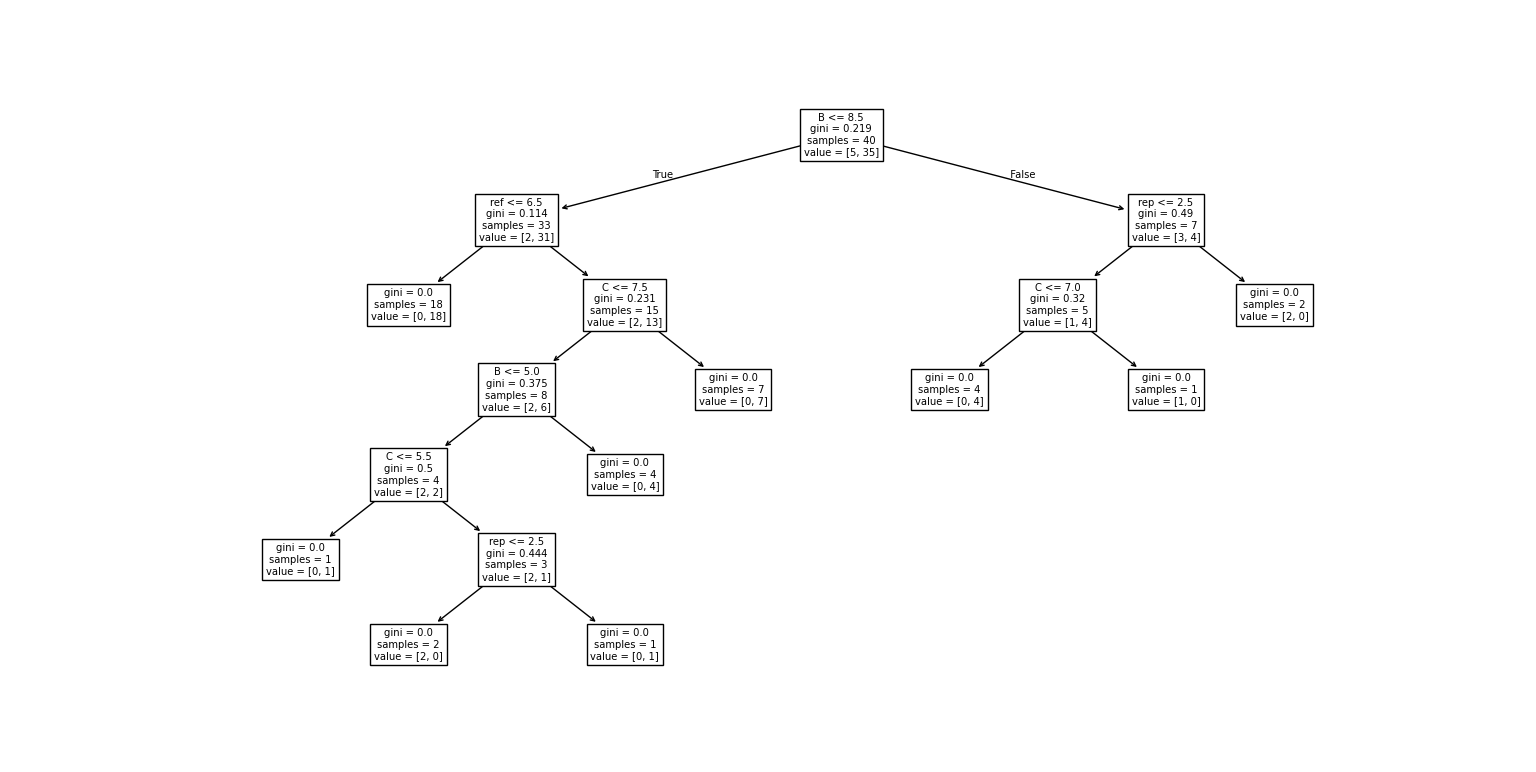 B <= 8.5
gini = 0.219
samples = 40
value = [5, 35]
True
False
ref <= 6.5
gini = 0.114
samples = 33
value = [2, 31]
rep <= 2.5
gini = 0.49
samples = 7
value = [3, 4]
gini = 0.0
samples = 18
value = [0, 18]
C <= 7.5
gini = 0.231
samples = 15
value = [2, 13]
C <= 7.0
gini = 0.32
samples = 5
value = [1, 4]
gini = 0.0
samples = 2
value = [2, 0]
B <= 5.0
gini = 0.375
samples = 8
value = [2, 6]
gini = 0.0
samples = 7
value = [0, 7]
gini = 0.0
samples = 4
value = [0, 4]
gini = 0.0
samples = 1
value = [1, 0]
C <= 5.5
gini = 0.5
samples = 4
value = [2, 2]
gini = 0.0
samples = 4
value = [0, 4]
gini = 0.0
samples = 1
value = [0, 1]
rep <= 2.5
gini = 0.444
samples = 3
value = [2, 1]
gini = 0.0
samples = 2
value = [2, 0]
gini = 0.0
samples = 1
value = [0, 1]